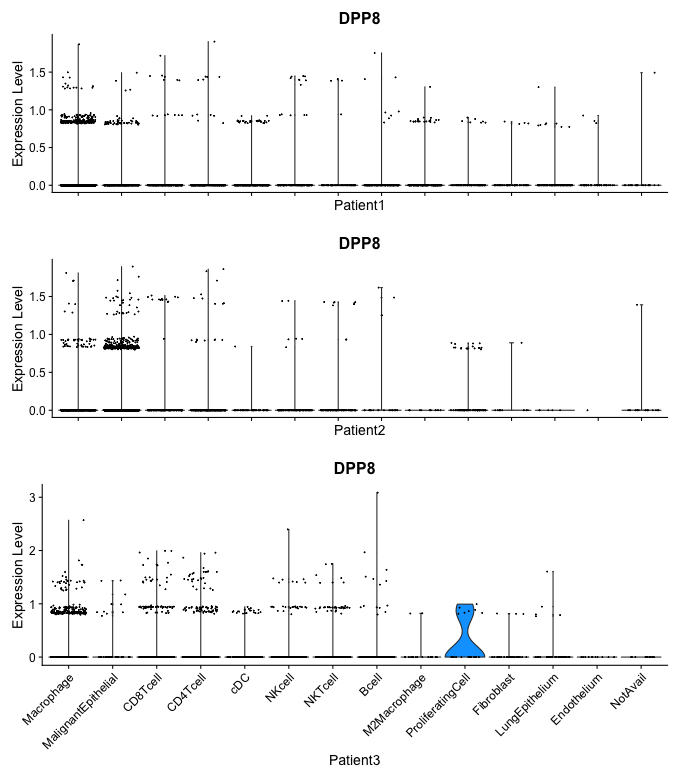 DPP8
Expression Level
1.5
1.0
0.5
0.0
Patient1
DPP8
Expression Level
1.5
1.0
0.5
0.0
Patient2
DPP8
Expression Level
3
2
1
0
Macrophage
MalignantEpithelial
CD8Tcell
CD4Tcell
cDC
NKcell
NKTcell
Bcell
M2Macrophage
ProliferatingCell
Fibroblast
LungEpithelium
Endothelium
NotAvail
Patient3